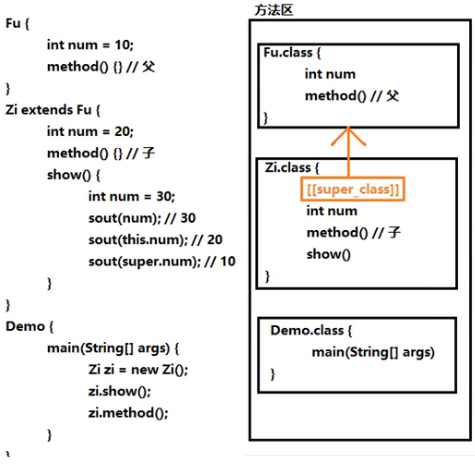 Fu {
int num = 10;
method() {} // 父
}
Zi extends Fu {
int num = 20;
method() {} // 子
show() {
int num = 30;
sout(num); // 30
sout(this.num); // 20
sout(super.num); // 10
}
}
Demo {
main(String[] args) {
Zi zi = new Zi();
zi.show();
zi.method();
}
}
方法区
Fu.class {
int num
method() // 父
}
Zi.class {
[[super_class]]
int num
method() // 子
show()
}
Demo.class {
main(String[] args)
}